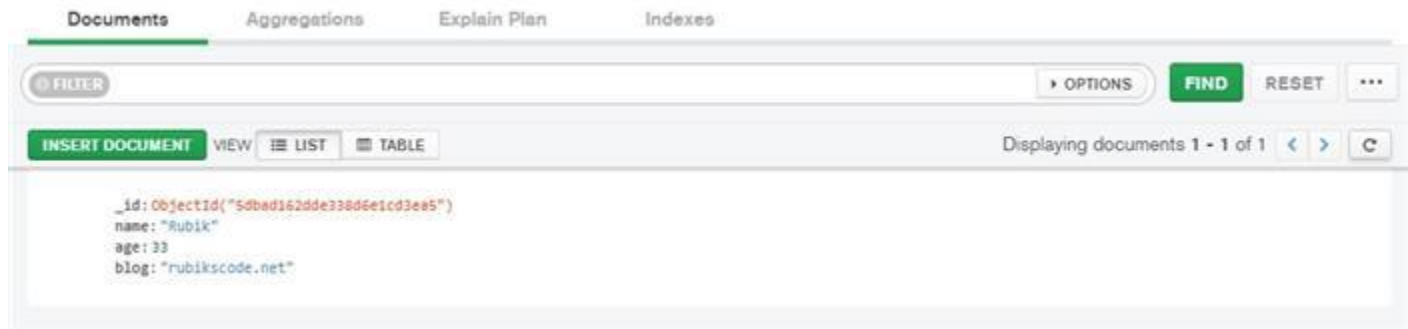 Documents Aggregations Explain Plan Indexes
FILTER OPTIONS FIND RESET ...
INSERT DOCUMENT VIEW LIST TABLE Displaying documents 1 - 1 of 1
_id: ObjectId("5dbad162dde338d6e1cd3ea5")
name: "Rubik"
age: 33
blog: "rubikscode.net"